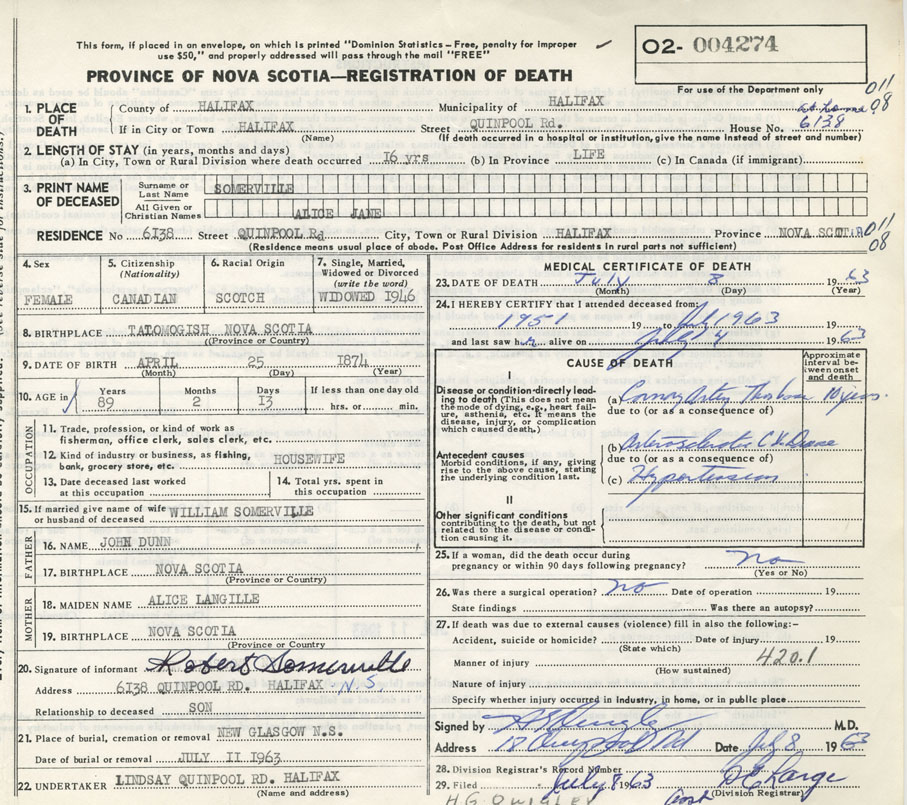 This form, if placed in an envelope, on which is printed "Dominion Statistics – Free, penalty for improper
use $50," and properly addressed will pass through the mail "FREE"
02- 004274
PROVINCE OF NOVA SCOTIA—REGISTRATION OF DEATH
For use of the Department only
011
08
1. PLACE OF DEATH
County of HALIFAX Municipality of HALIFAX
at home
If in City or Town HALIFAX (Name) Street QUINPOOL Rd. House No. 6138
(If death occurred in a hospital or institution, give the name instead of street and number)
2. LENGTH OF STAY (in years, months and days)
(a) In City, Town or Rural Division where death occurred 16 yrs (b) In Province LIFE (c) In Canada (if immigrant)
3. PRINT NAME OF DECEASED
Surname or Last Name SOMERVILLE
All Given or Christian Names ALICE JANE
RESIDENCE No 6138 Street QUINPOOL Rd City, Town or Rural Division HALIFAX Province NOVA SCOTIA
011
08
(Residence means usual place of abode. Post Office Address for residents in rural parts not sufficient)
4. Sex FEMALE
5. Citizenship (Nationality) CANADIAN
6. Racial Origin SCOTCH
7. Single, Married, Widowed or Divorced (write the word) WIDOWED 1946
8. BIRTHPLACE TATOMOGISH NOVA SCOTIA
(Province or Country)
9. DATE OF BIRTH APRIL 25 1874
(Month) (Day) (Year)
10. AGE in Years 89 Months 2 Days 13 If less than one day old hrs. or min.
OCCUPATION
11. Trade, profession, or kind of work as fisherman, office clerk, sales clerk, etc.
12. Kind of industry or business, as fishing, bank, grocery store, etc. HOUSEWIFE
13. Date deceased last worked at this occupation
14. Total yrs. spent in this occupation
15. If married give name of wife or husband of deceased WILLIAM SOMERVILLE
FATHER
16. NAME JOHN DUNN
17. BIRTHPLACE NOVA SCOTIA
(Province or Country)
MOTHER
18. MAIDEN NAME ALICE LANGILLE
19. BIRTHPLACE NOVA SCOTIA
(Province or Country)
20. Signature of informant Robert Somerville
Address 6138 QUINPOOL RD. HALIFAX - N.S.
Relationship to deceased SON
21. Place of burial, cremation or removal NEW GLASGOW N.S.
Date of burial or removal JULY 11 1963
22. UNDERTAKER LINDSAY QUINPOOL RD. HALIFAX
(Name and address)
MEDICAL CERTIFICATE OF DEATH
23. DATE OF DEATH July 8 1963
(Month) (Day) (Year)
24. I HEREBY CERTIFY that I attended deceased from:
1951 19 to July 1963 19
and last saw her alive on July 4 1963
CAUSE OF DEATH
Approximate interval between onset and death
I
Disease or condition directly leading to death (This does not mean the mode of dying, e.g., heart failure, asthenia, etc. It means the disease, injury, or complication which caused death.)
(a) Coronary Artery Thrombosis
due to (or as a consequence of)
Antecedent causes
Morbid conditions, if any, giving rise to the above cause, stating the underlying condition last.
(b) Arteriosclerotic C.V. Disease
due to (or as a consequence of)
(c) Hypertension
II
Other significant conditions
contributing to the death, but not related to the disease or condition causing it.
25. If a woman, did the death occur during pregnancy or within 90 days following pregnancy? no
(Yes or No)
26. Was there a surgical operation? no Date of operation 19
State findings Was there an autopsy?
27. If death was due to external causes (violence) fill in also the following:-
Accident, suicide or homicide? Date of injury 19
(State which)
Manner of injury 420.1
(How sustained)
Nature of injury
Specify whether injury occurred in industry, in home, or in public place
Signed by M.D.
Address Quinpool Rd Date July 8 1963
28. Division Registrar's Record Number
29. Filed July 8 1963
(Division Registrar)